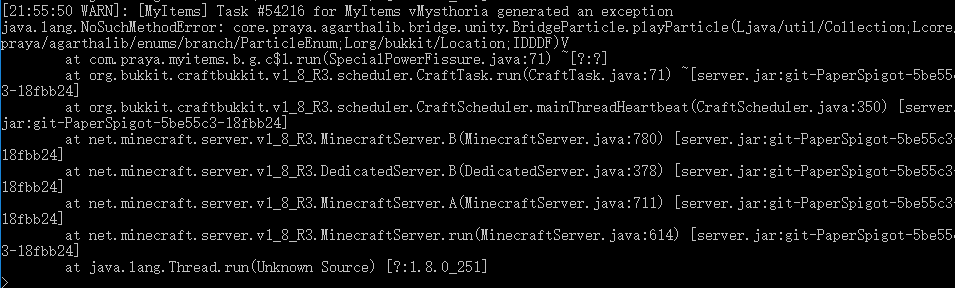 [21:55:50 WARN]: [MyItems] Task #54216 for MyItems vMysthoria generated an exception
java.lang.NoSuchMethodError: core.praya.agarthalib.bridge.unity.BridgeParticle.playParticle(Ljava/util/Collection;Lcore/
praya/agarthalib/enums/branch/ParticleEnum;Lorg/bukkit/Location;IDDDF)V
at com.praya.myitems.b.g.c$1.run(SpecialPowerFissure.java:71) ~[?:?]
at org.bukkit.craftbukkit.v1_8_R3.scheduler.CraftTask.run(CraftTask.java:71) ~[server.jar:git-PaperSpigot-5be55c
3-18fbb24]
at org.bukkit.craftbukkit.v1_8_R3.scheduler.CraftScheduler.mainThreadHeartbeat(CraftScheduler.java:350) [server.
jar:git-PaperSpigot-5be55c3-18fbb24]
at net.minecraft.server.v1_8_R3.MinecraftServer.B(MinecraftServer.java:780) [server.jar:git-PaperSpigot-5be55c3-
18fbb24]
at net.minecraft.server.v1_8_R3.DedicatedServer.B(DedicatedServer.java:378) [server.jar:git-PaperSpigot-5be55c3-
18fbb24]
at net.minecraft.server.v1_8_R3.MinecraftServer.A(MinecraftServer.java:711) [server.jar:git-PaperSpigot-5be55c3-
18fbb24]
at net.minecraft.server.v1_8_R3.MinecraftServer.run(MinecraftServer.java:614) [server.jar:git-PaperSpigot-5be55c
3-18fbb24]
at java.lang.Thread.run(Unknown Source) [?:1.8.0_251]
>